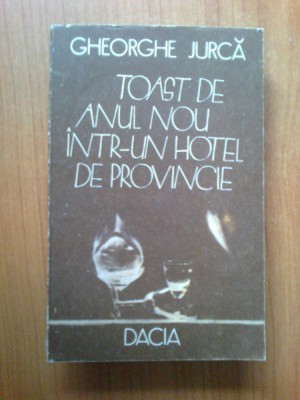 GHEORGHE JURCĂ
TOAST DE
ANUL NOU
ÎNTR-UN HOTEL
DE PROVINCIE
DACIA